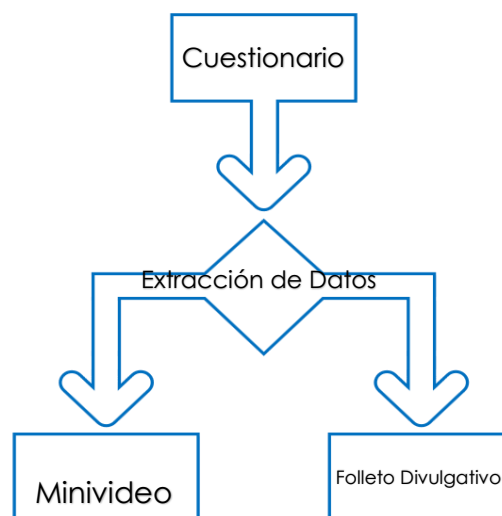 Cuestionario
Extracción de Datos
Minivideo
Folleto Divulgativo